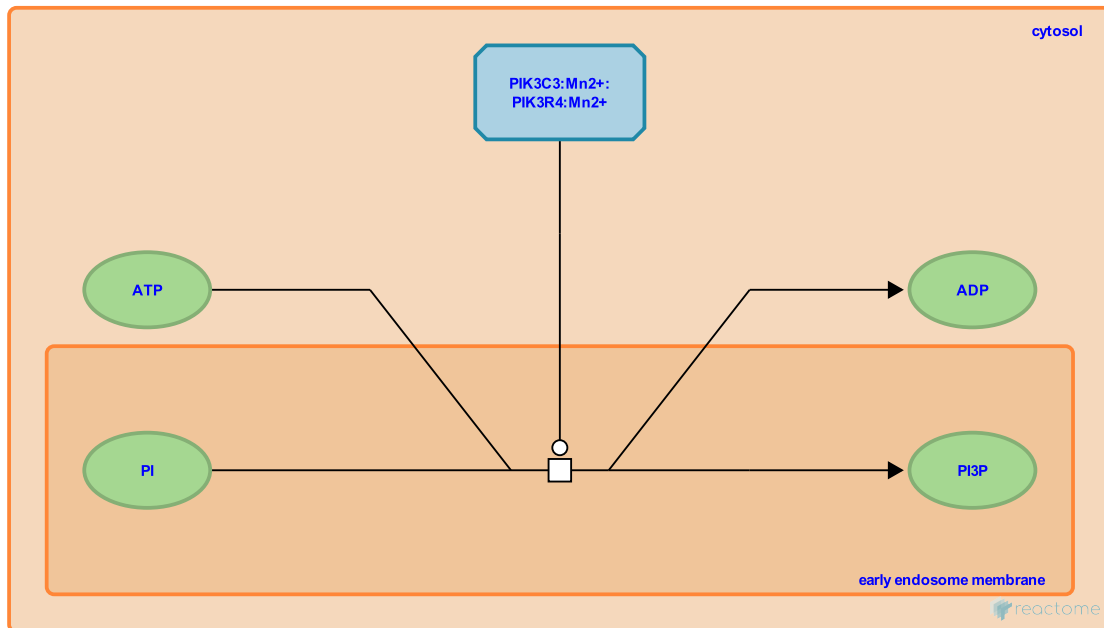 cytosol
PIK3C3:Mn2+:
PIK3R4:Mn2+
ATP
ADP
PI
PI3P
early endosome membrane
reactome